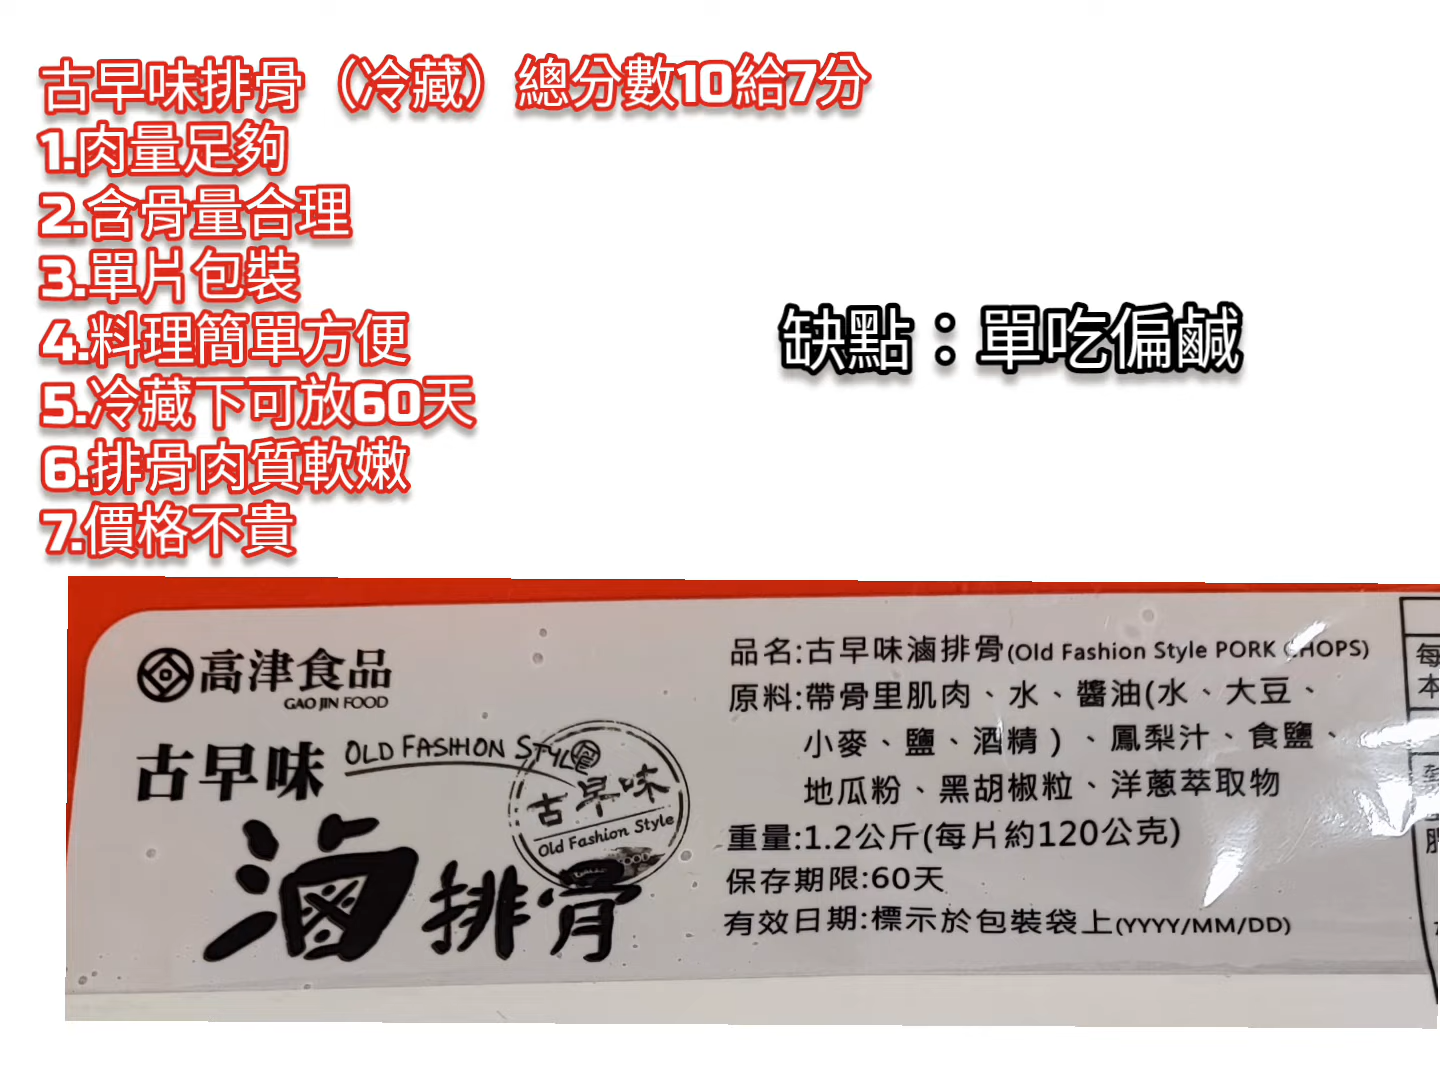 古早味排骨（冷藏）總分數10給7分
1.肉量足夠
2.含骨量合理
3.單片包裝
4.料理簡單方便
5.冷藏下可放60天
6.排骨肉質軟嫩
7.價格不貴
缺點：單吃偏鹹
高津食品
GAO JIN FOOD
古早味 OLD FASHION STYLE
滷排骨
古早味
Old Fashion Style
品名:古早味滷排骨(Old Fashion Style PORK CHOPS)
原料:帶骨里肌肉、水、醬油(水、大豆、
小麥、鹽、酒精)、鳳梨汁、食鹽、
地瓜粉、黑胡椒粒、洋蔥萃取物
重量:1.2公斤(每片約120公克)
保存期限:60天
有效日期:標示於包裝袋上(YYYY/MM/DD)
每
本